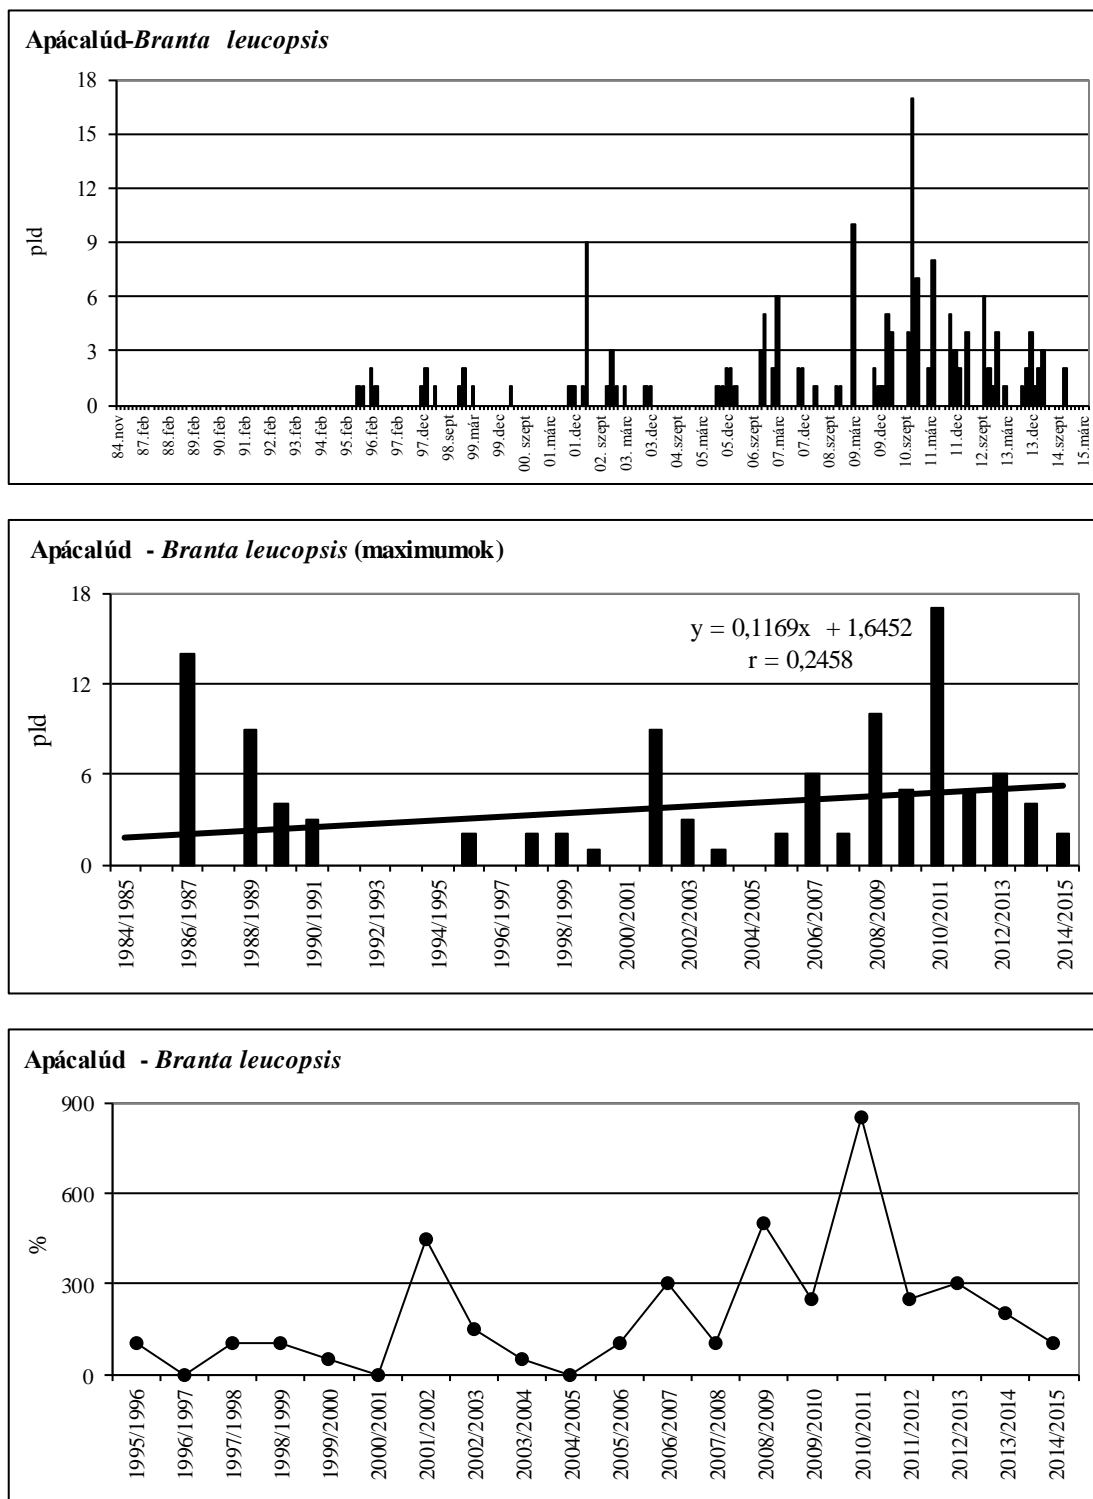 Apácalúd-Branta leucopsis
18
15
12
9
6
3
0
pld
84.nov
87.feb
88.feb
89.feb
90.feb
91.feb
92.feb
93.feb
94.feb
95.feb
96.feb
97.feb
97.dec
98.sept
99.már
99.dec
00. szept
01.márc
01.dec
02. szept
03. márc
03.dec
04.szept
05.márc
05.dec
06.szept
07.márc
07.dec
08.szept
09.márc
09.dec
10.szept
11.márc
11.dec
12.szept
13.márc
13.dec
14.szept
15.márc
Apácalúd - Branta leucopsis (maximumok)
18
12
6
0
pld
y = 0,1169x + 1,6452
r = 0,2458
1984/1985
1986/1987
1988/1989
1990/1991
1992/1993
1994/1995
1996/1997
1998/1999
2000/2001
2002/2003
2004/2005
2006/2007
2008/2009
2010/2011
2012/2013
2014/2015
Apácalúd - Branta leucopsis
900
600
300
0
%
1995/1996
1996/1997
1997/1998
1998/1999
1999/2000
2000/2001
2001/2002
2002/2003
2003/2004
2004/2005
2005/2006
2006/2007
2007/2008
2008/2009
2009/2010
2010/2011
2011/2012
2012/2013
2013/2014
2014/2015